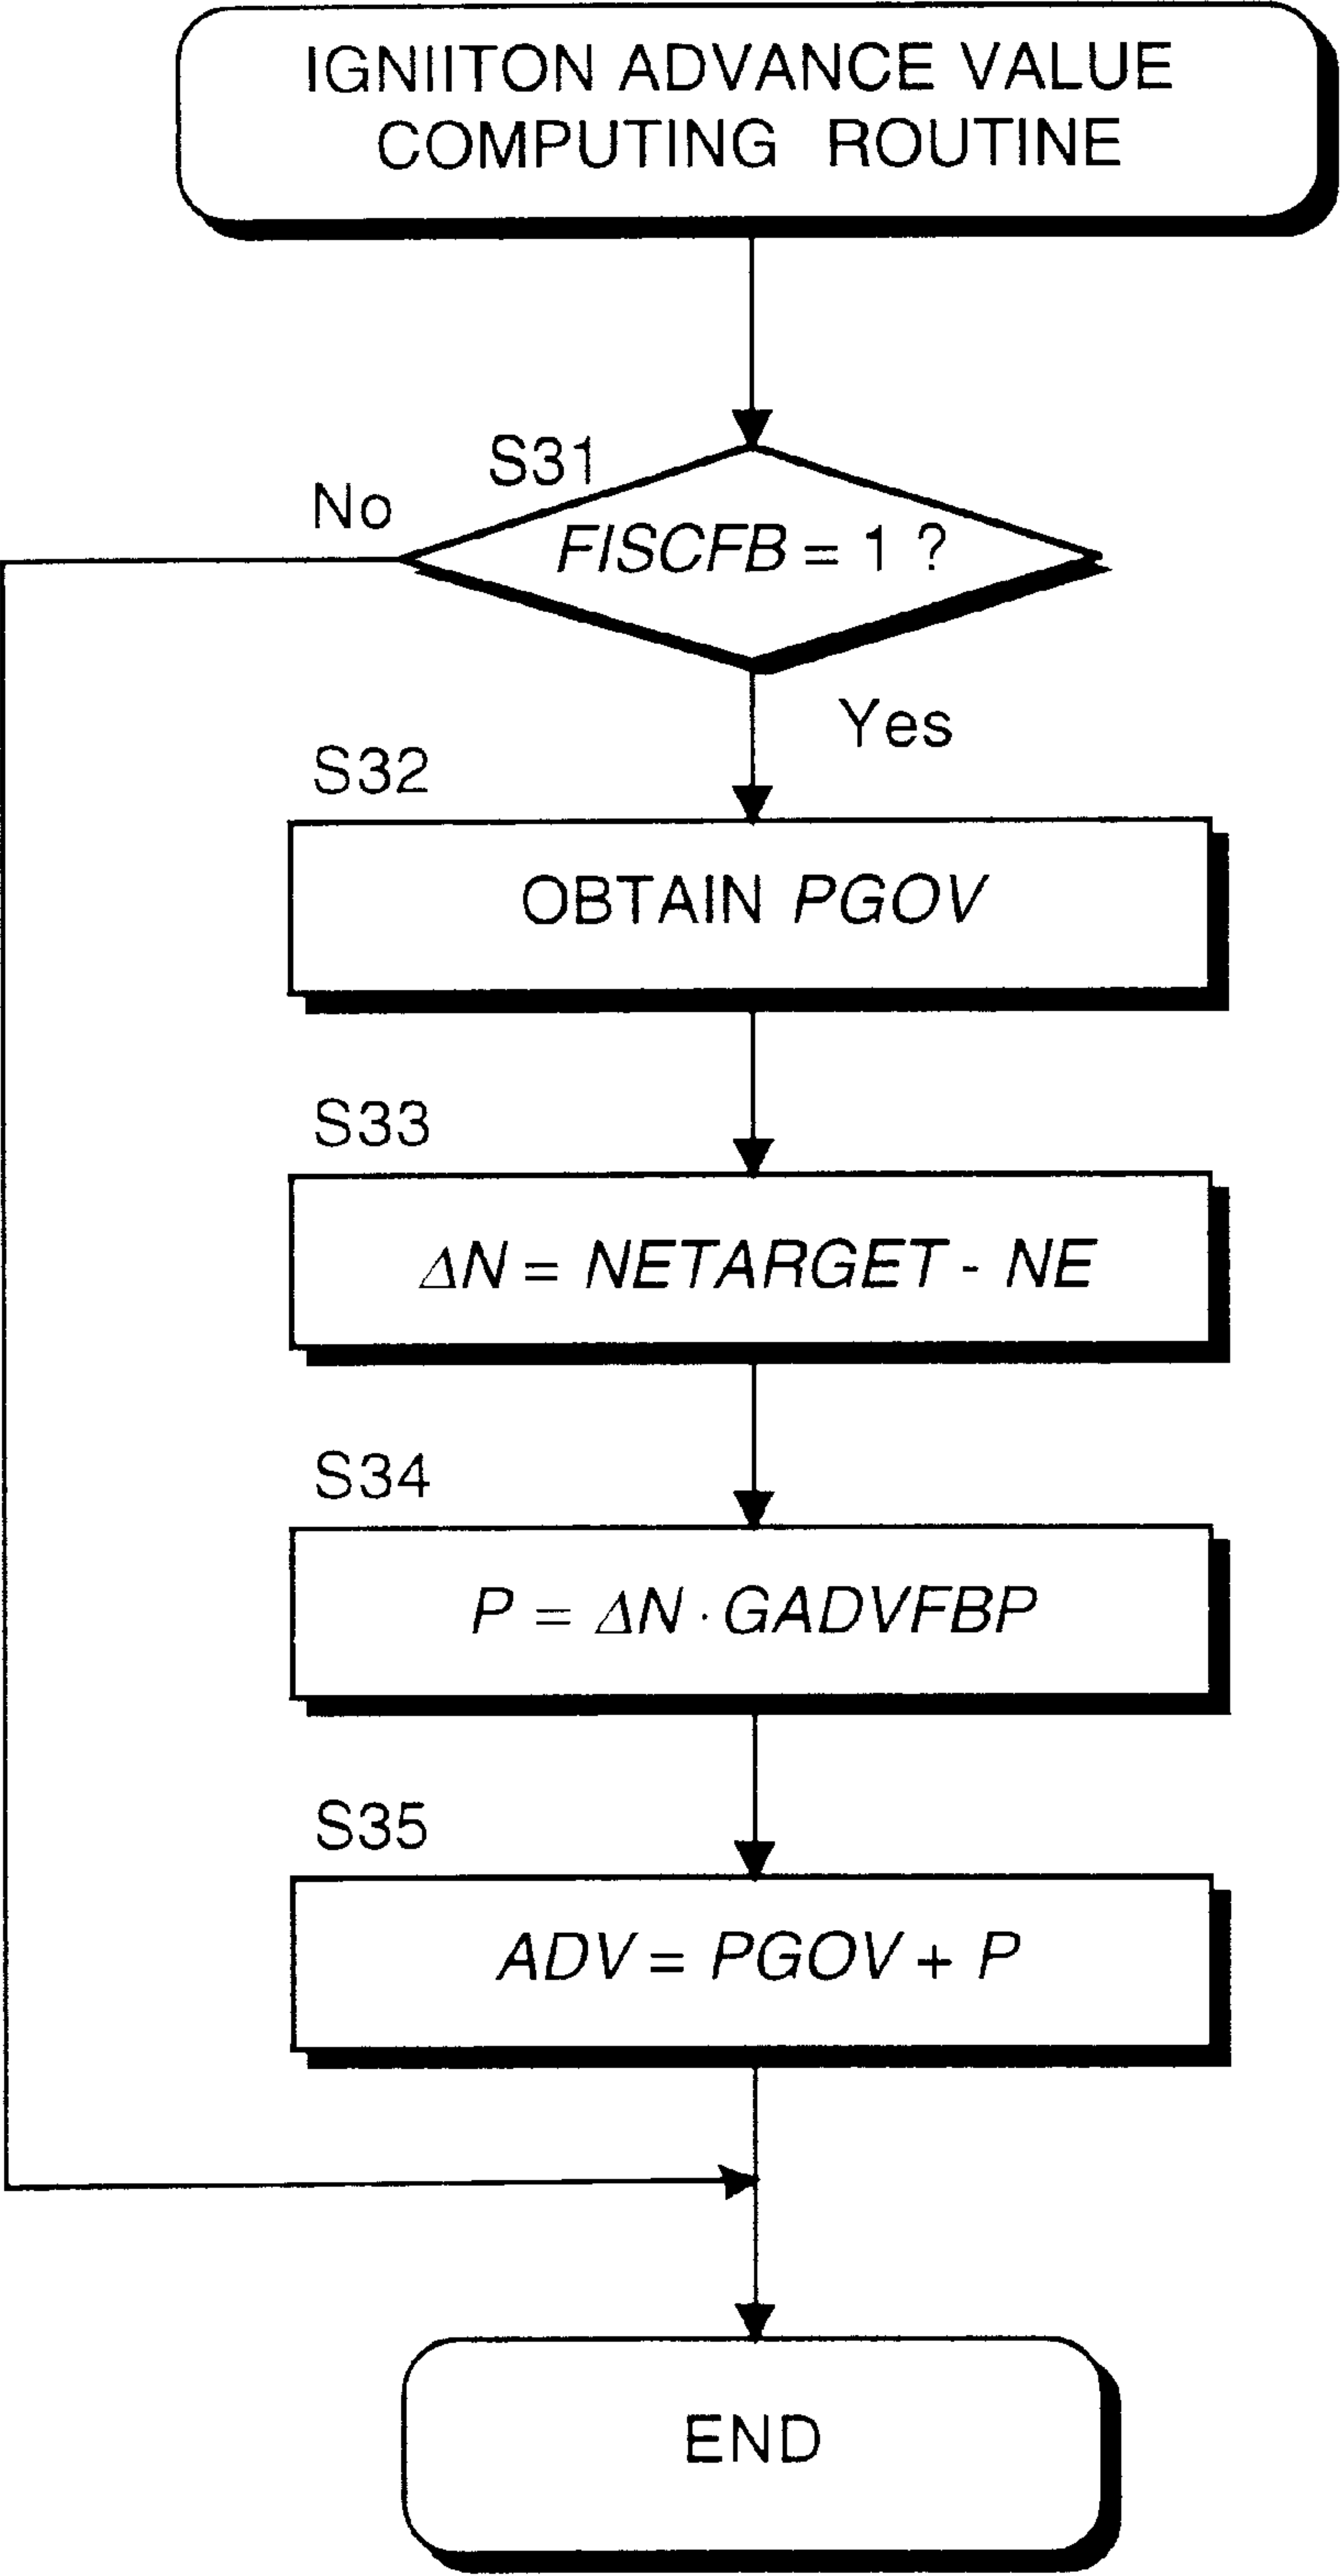 IGNIITON ADVANCE VALUE
COMPUTING ROUTINE
S31
No
FISCFB = 1 ?
Yes
S32
OBTAIN PGOV
S33
ΔN = NETARGET - NE
S34
P = ΔN · GADVFBP
S35
ADV = PGOV + P
END